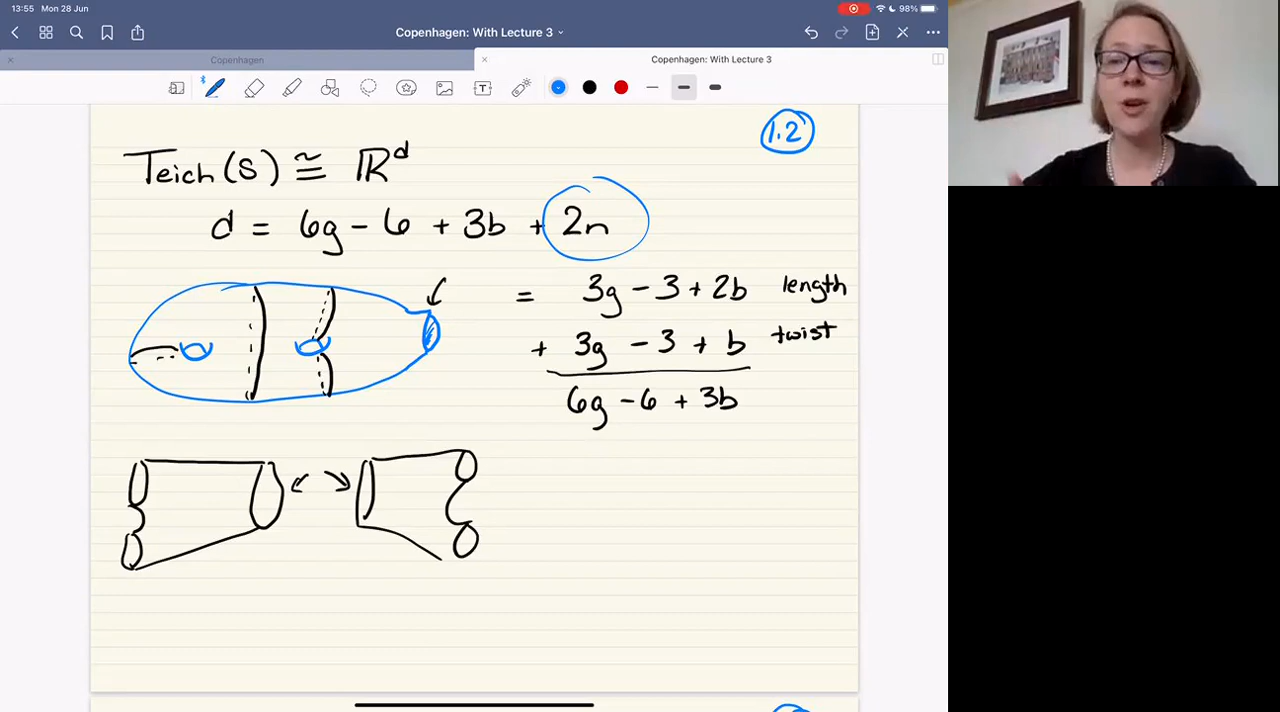 13:55 Mon 28 Jun
98%
Copenhagen: With Lecture 3
Copenhagen
Copenhagen: With Lecture 3
1.2
Teich (S) ≅ ℝ^d
d = 6g - 6 + 3b + 2n
= 3g - 3 + 2b length
+ 3g - 3 + b twist
6g - 6 + 3b